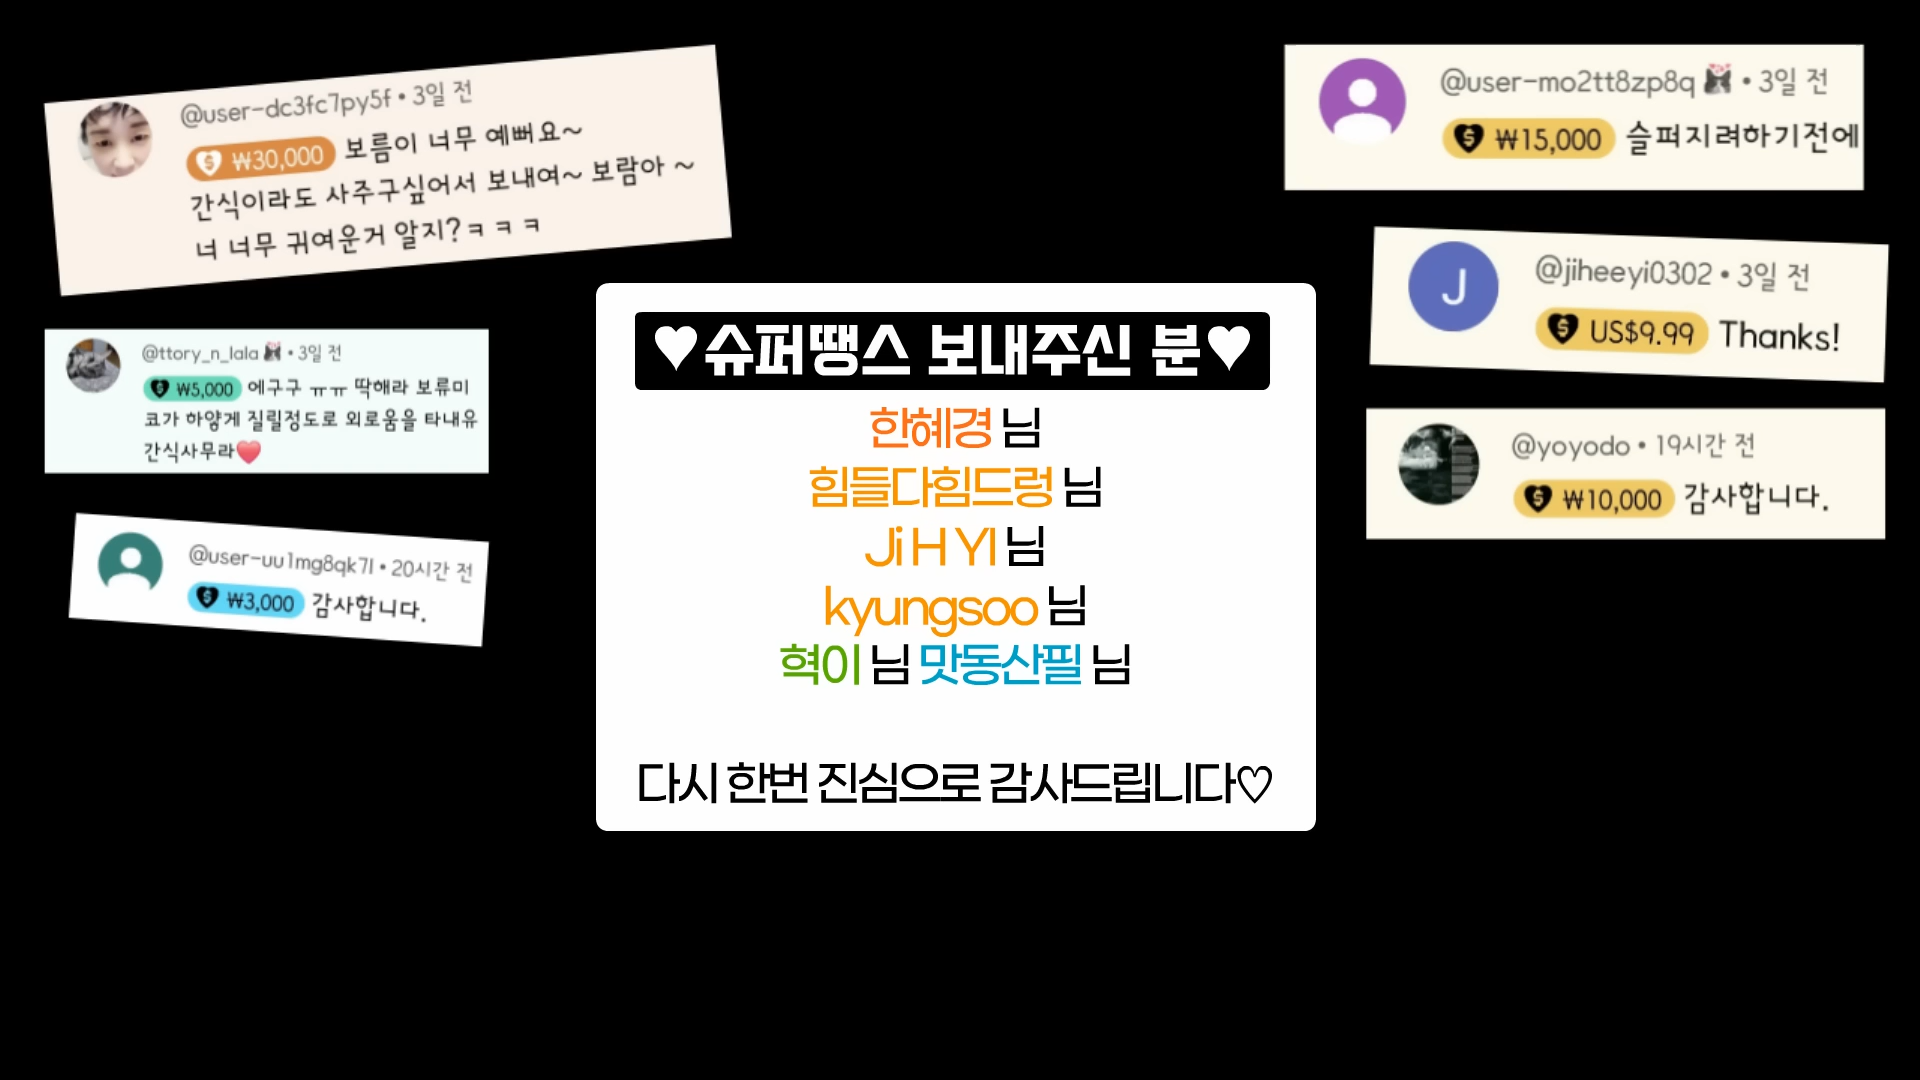 @user-dc3fc7py5f • 3일 전
₩30,000 보름이 너무 예뻐요~
간식이라도 사주구싶어서 보내여~ 보람아 ~
너 너무 귀여운거 알지?ㅋㅋㅋ
@ttory_n_lala • 3일 전
₩5,000 에구구 ㅠㅠ 딱해라 보류미
코가 하얗게 질릴정도로 외로움을 타내유
간식사무라❤️
@user-uu1mg8qk7l • 20시간 전
₩3,000 감사합니다.
♥슈퍼땡스 보내주신 분♥
한혜경 님
힘들다힘드렁 님
Ji H YI 님
kyungsoo 님
혁이 님 맛동산필 님
다시 한번 진심으로 감사드립니다♡
@user-mo2tt8zp8q • 3일 전
₩15,000 슬퍼지려하기전에
@jiheeyi0302 • 3일 전
J
US$9.99 Thanks!
@yoyodo • 19시간 전
₩10,000 감사합니다.